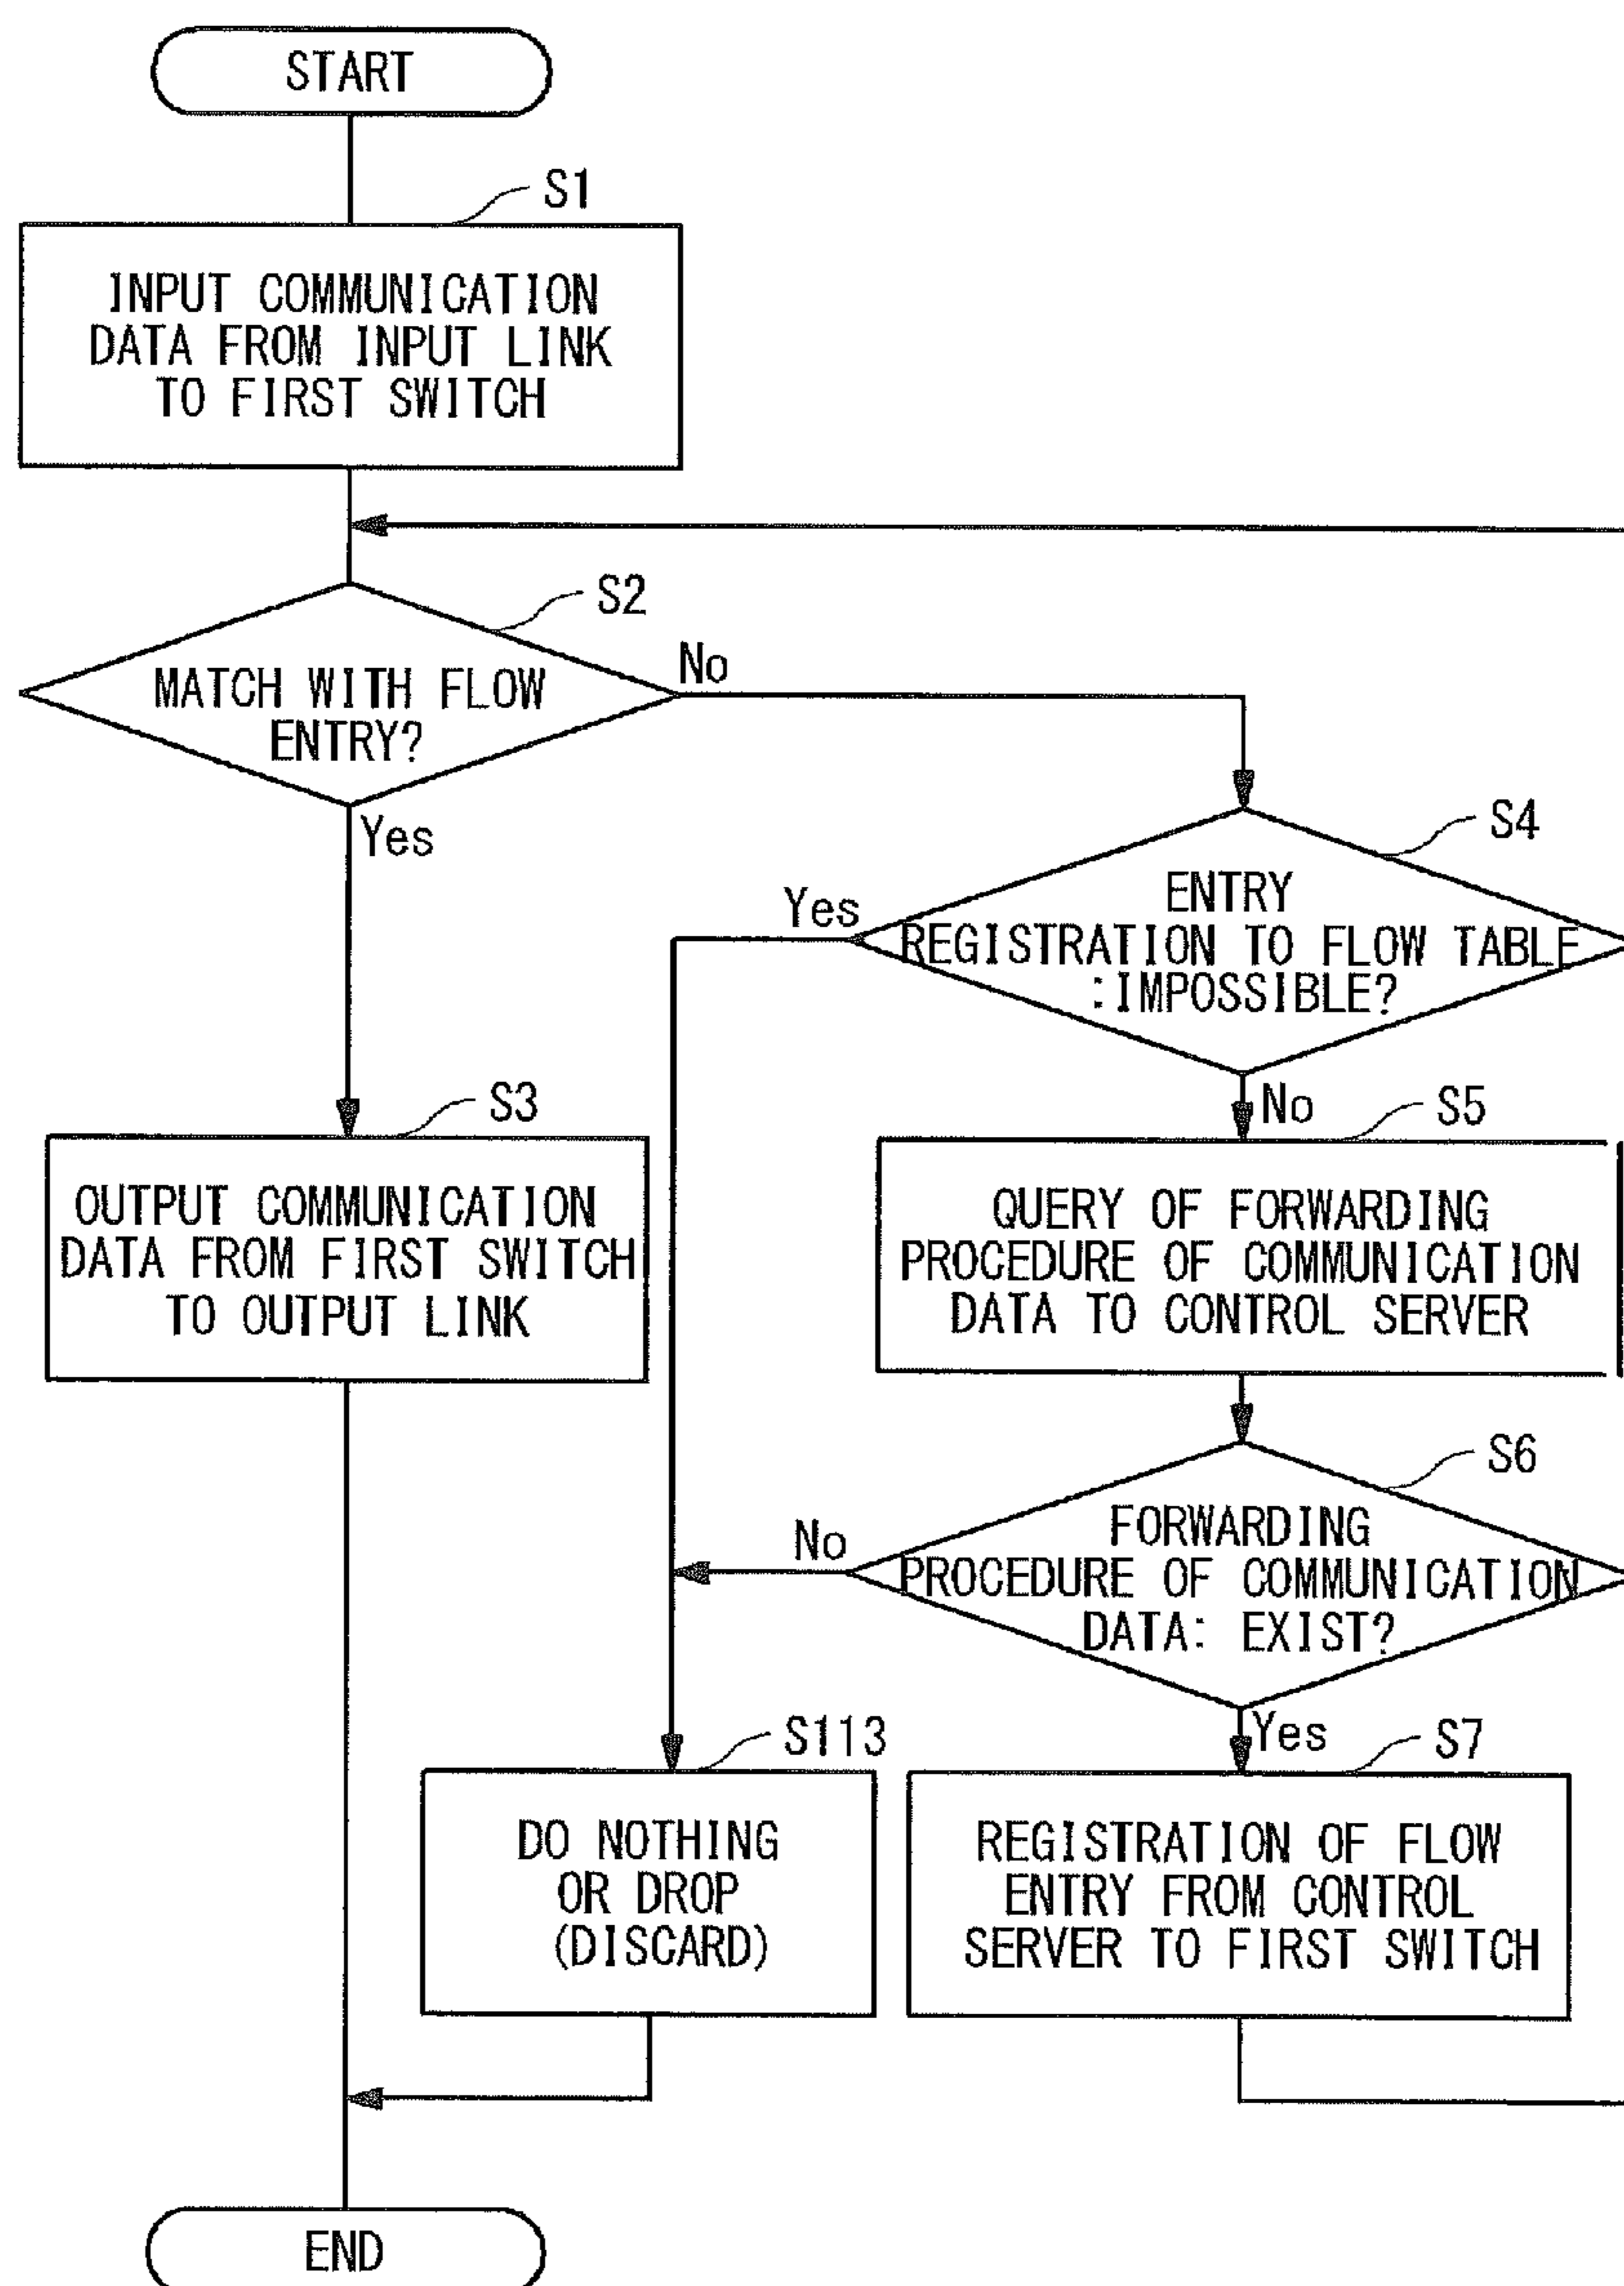 START
S1
INPUT COMMUNICATION
DATA FROM INPUT LINK
TO FIRST SWITCH
S2
MATCH WITH FLOW
ENTRY?
No
Yes
S4
ENTRY
REGISTRATION TO FLOW TABLE
:IMPOSSIBLE?
Yes
No
S3
OUTPUT COMMUNICATION
DATA FROM FIRST SWITCH
TO OUTPUT LINK
S5
QUERY OF FORWARDING
PROCEDURE OF COMMUNICATION
DATA TO CONTROL SERVER
S6
FORWARDING
PROCEDURE OF COMMUNICATION
DATA: EXIST?
No
Yes
S113
DO NOTHING
OR DROP
(DISCARD)
S7
REGISTRATION OF FLOW
ENTRY FROM CONTROL
SERVER TO FIRST SWITCH
END